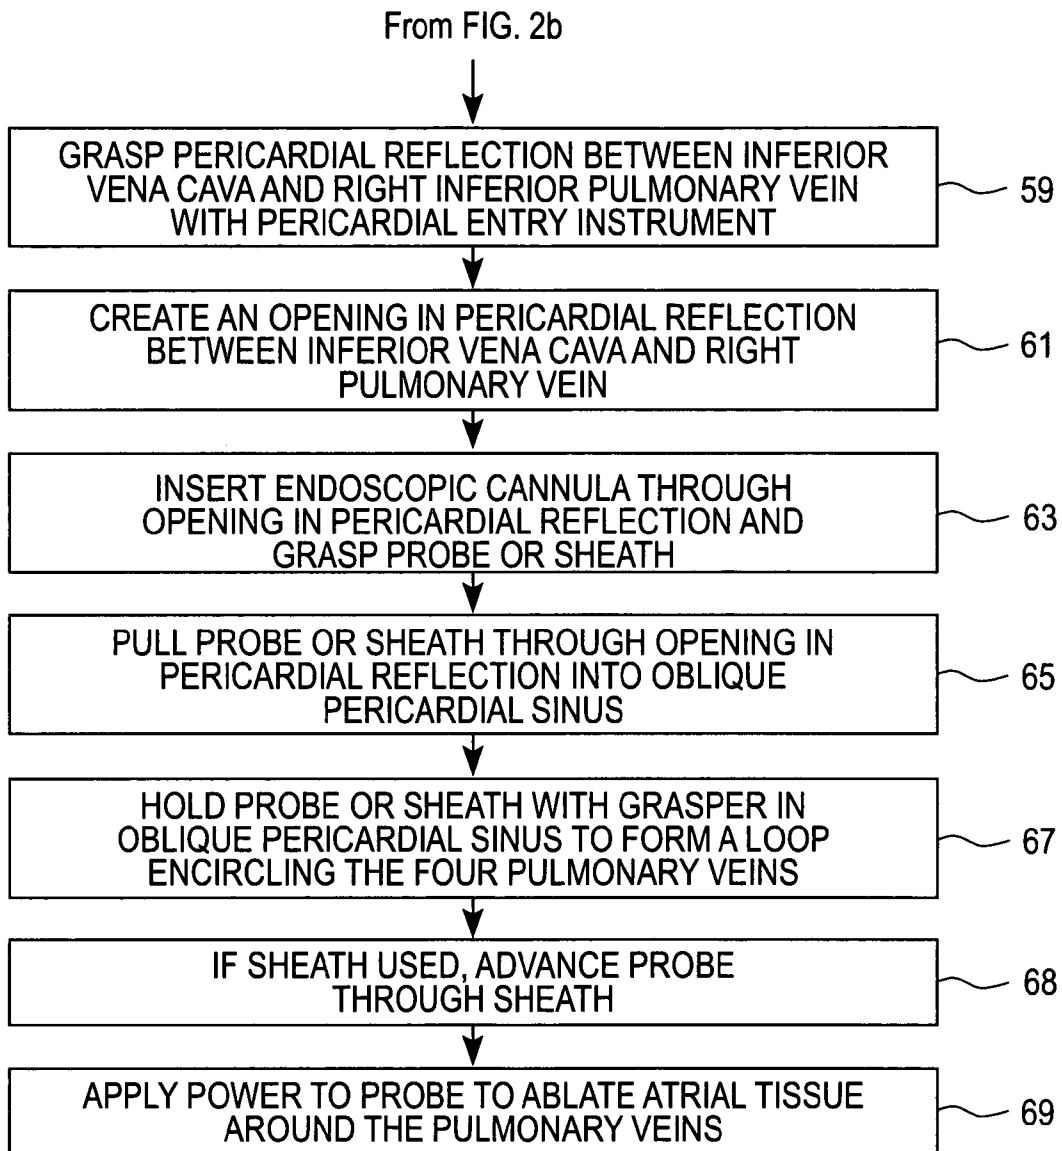 From FIG. 2b
GRASP PERICARDIAL REFLECTION BETWEEN INFERIOR
VENA CAVA AND RIGHT INFERIOR PULMONARY VEIN
WITH PERICARDIAL ENTRY INSTRUMENT
59
CREATE AN OPENING IN PERICARDIAL REFLECTION
BETWEEN INFERIOR VENA CAVA AND RIGHT
PULMONARY VEIN
61
INSERT ENDOSCOPIC CANNULA THROUGH
OPENING IN PERICARDIAL REFLECTION AND
GRASP PROBE OR SHEATH
63
PULL PROBE OR SHEATH THROUGH OPENING IN
PERICARDIAL REFLECTION INTO OBLIQUE
PERICARDIAL SINUS
65
HOLD PROBE OR SHEATH WITH GRASPER IN
OBLIQUE PERICARDIAL SINUS TO FORM A LOOP
ENCIRCLING THE FOUR PULMONARY VEINS
67
IF SHEATH USED, ADVANCE PROBE
THROUGH SHEATH
68
APPLY POWER TO PROBE TO ABLATE ATRIAL TISSUE
AROUND THE PULMONARY VEINS
69